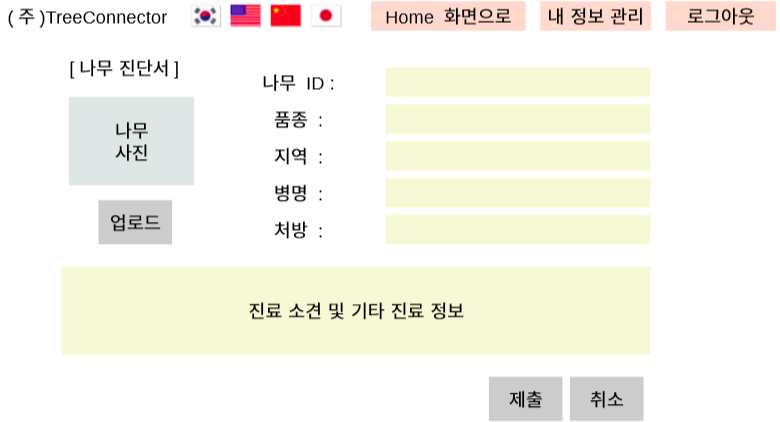 ( 주 )TreeConnector
Home 화면으로
내 정보 관리
로그아웃
[ 나무 진단서 ]
나무
사진
업로드
나무 ID :
품종 :
지역 :
병명 :
처방 :
진료 소견 및 기타 진료 정보
제출
취소